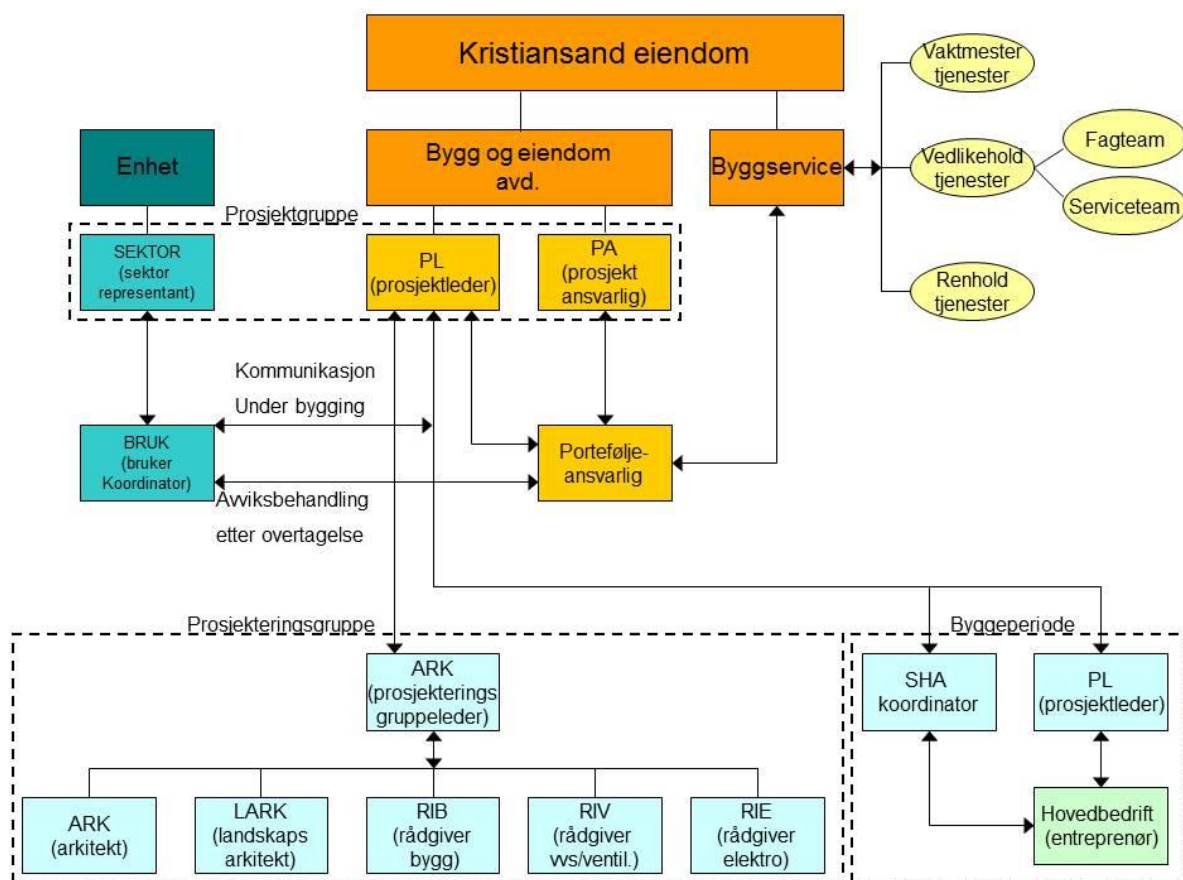 Kristiansand eiendom
Vaktmester
tjenester
Enhet
Bygg og eiendom
avd.
Byggservice
Vedlikehold
tjenester
Fagteam
Serviceteam
Renhold
tjenester
Prosjektgruppe
SEKTOR
(sektor
representant)
PL
(prosjektleder)
PA
(prosjekt
ansvarlig)
Kommunikasjon
Under bygging
BRUK
(bruker
Koordinator)
Portefølje-
ansvarlig
Avviksbehandling
etter overtagelse
Prosjekteringsgruppe
Byggeperiode
ARK
(prosjekterings
gruppeleder)
SHA
koordinator
PL
(prosjektleder)
ARK
(arkitekt)
LARK
(landskaps
arkitekt)
RIB
(rådgiver
bygg)
RIV
(rådgiver
vvs/ventil.)
RIE
(rådgiver
elektro)
Hovedbedrift
(entreprenør)